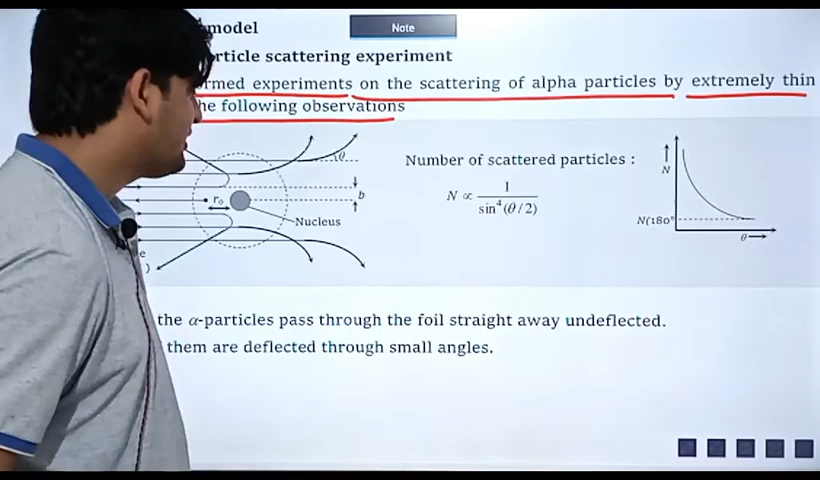 model
Note
rticle scattering experiment
ormed experiments on the scattering of alpha particles by extremely thin
he following observations
θ
b
r₀
Nucleus
e
)
Number of scattered particles :
N ∝ 1 / sin⁴(θ/2)
N
N(180°
θ
the α-particles pass through the foil straight away undeflected.
them are deflected through small angles.